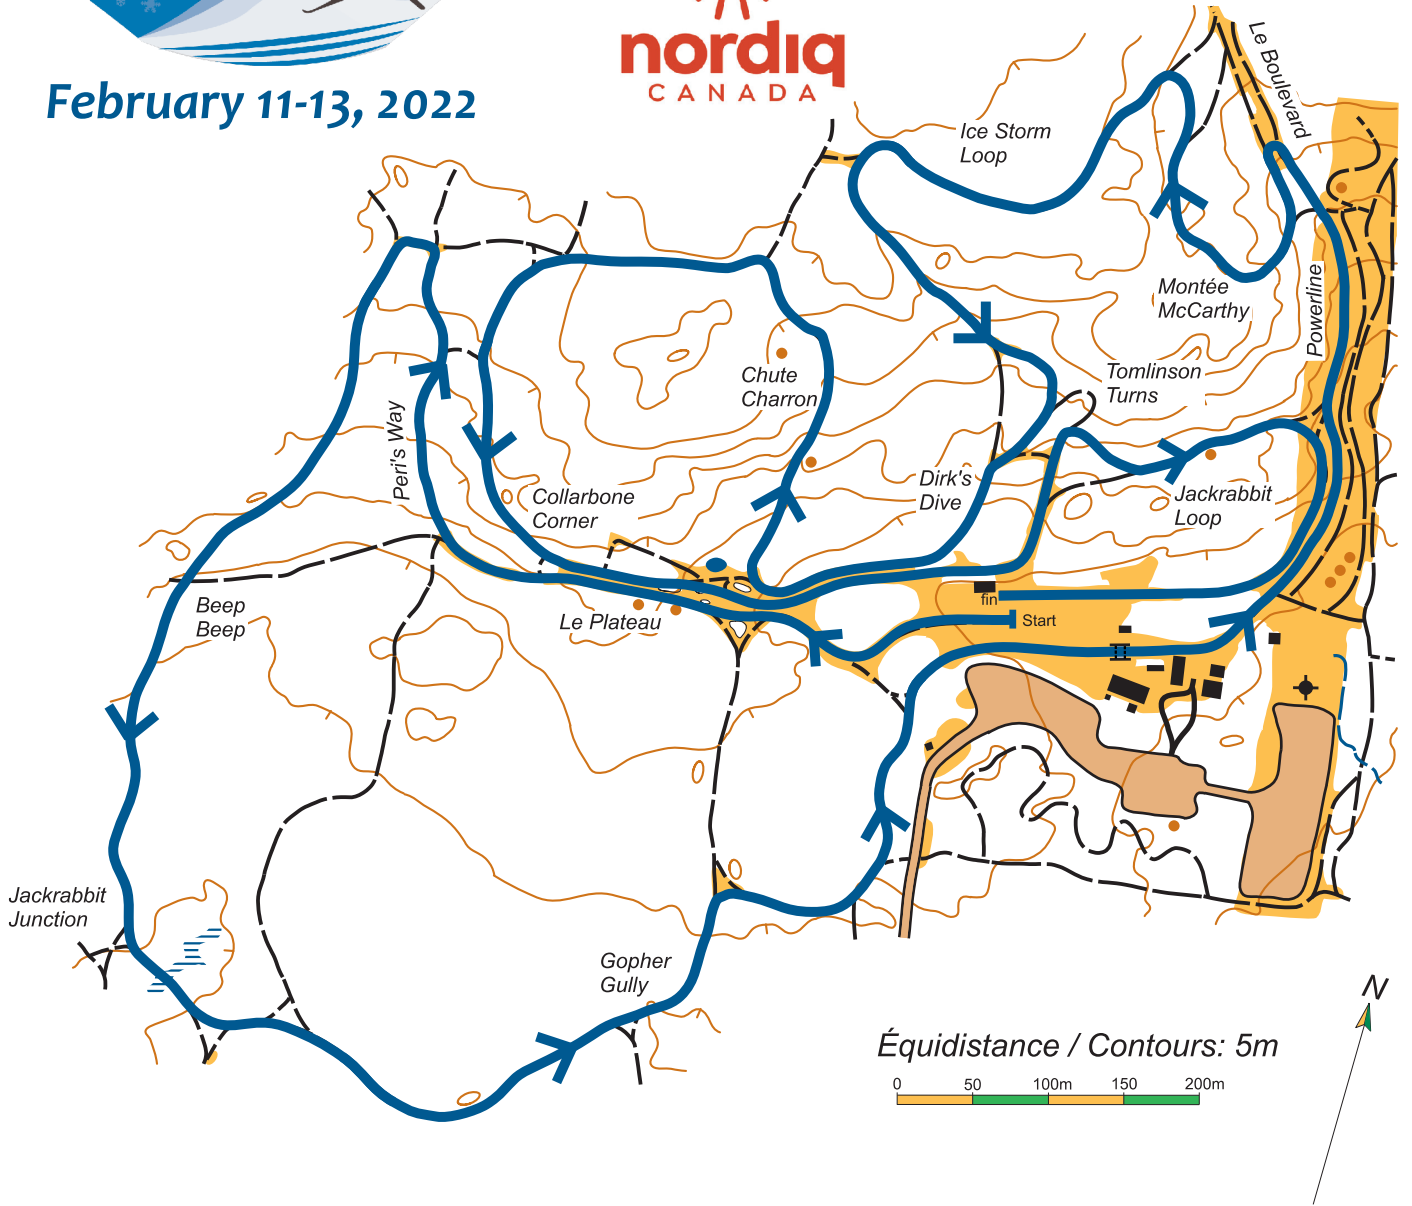 nordiq
CANADA
February 11-13, 2022
Le Boulevard
Ice Storm
Loop
Montée
McCarthy
Powerline
Chute
Charron
Tomlinson
Turns
Peri's Way
Collarbone
Corner
Dirk's
Dive
Jackrabbit
Loop
fin
Start
Beep
Beep
Le Plateau
Jackrabbit
Junction
Gopher
Gully
N
Équidistance / Contours: 5m
0 50 100m 150 200m